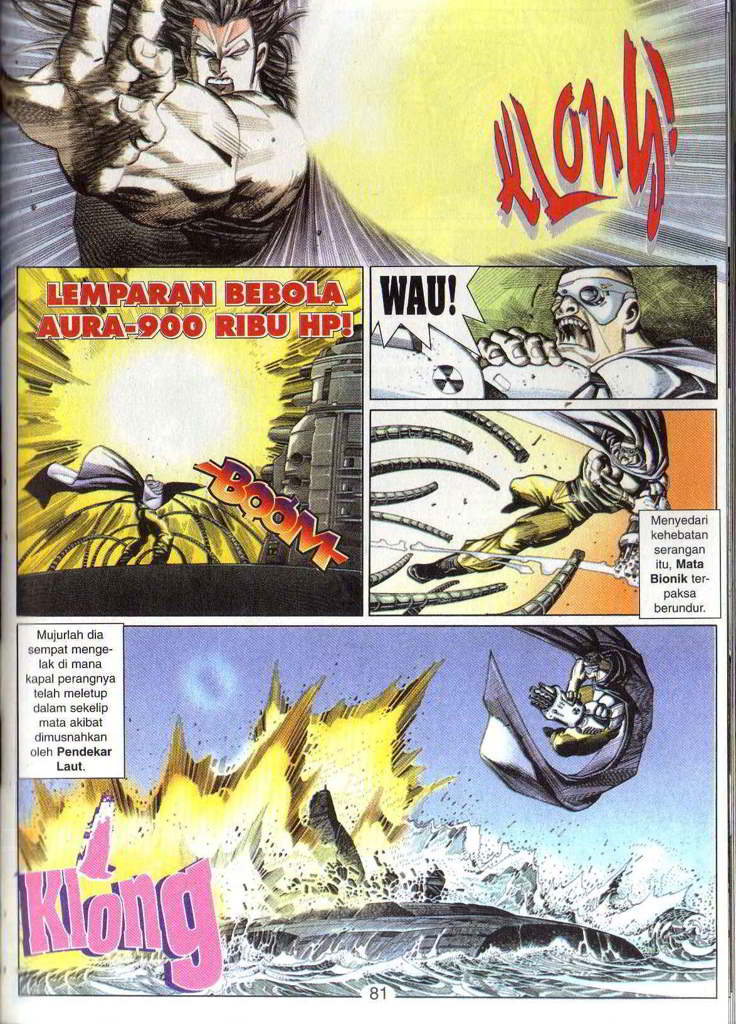 KLONG!
LEMPARAN BEBOLA
AURA-900 RIBU HP!
WAU!
BOOM
Menyedari
kehebatan
serangan
itu, Mata
Bionik ter-
paksa
berundur.
Mujurlah dia
sempat menge-
lak di mana
kapal perangnya
telah meletup
dalam sekelip
mata akibat
dimusnahkan
oleh Pendekar
Laut.
Klong
81